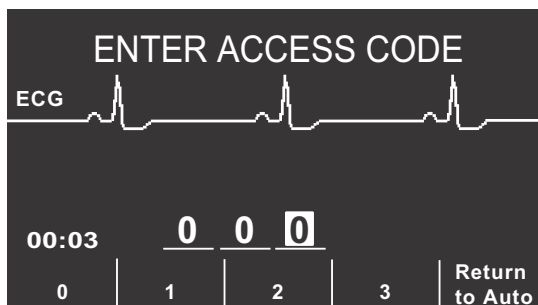 ENTER ACCESS CODE
ECG
00:03 0 0 0
0 1 2 3 Return
to Auto